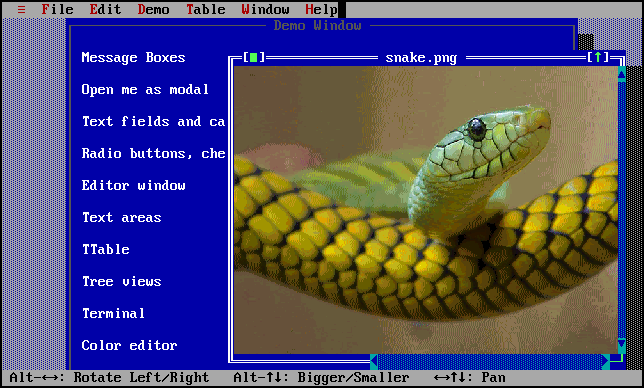 ≡ File Edit Demo Table Window Help
Demo Window
Message Boxes
[■] snake.png [↑]
Open me as modal
Text fields and ca
Radio buttons, che
Editor window
Text areas
TTable
Tree views
Terminal
Color editor
Alt-↔: Rotate Left/Right Alt-↑↓: Bigger/Smaller ↔↑↓: Pan